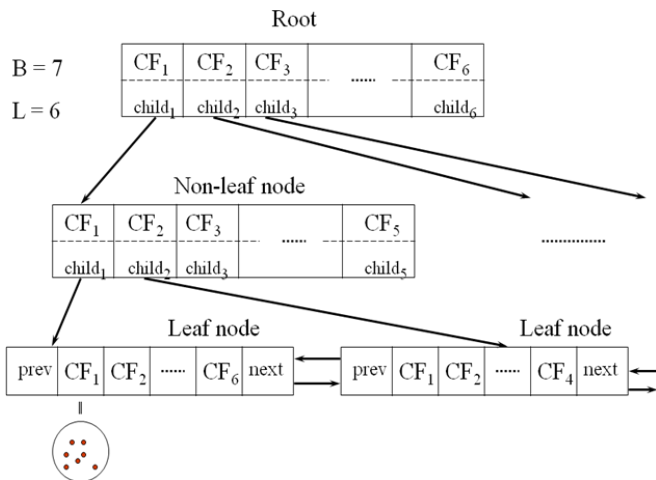 Root
B = 7
L = 6
CF₁ CF₂ CF₃ ...... CF₆
child₁ child₂ child₃ child₆
Non-leaf node
CF₁ CF₂ CF₃ ...... CF₅
child₁ child₂ child₃ child₅
............
Leaf node Leaf node
prev CF₁ CF₂ ...... CF₆ next prev CF₁ CF₂ ...... CF₄ next